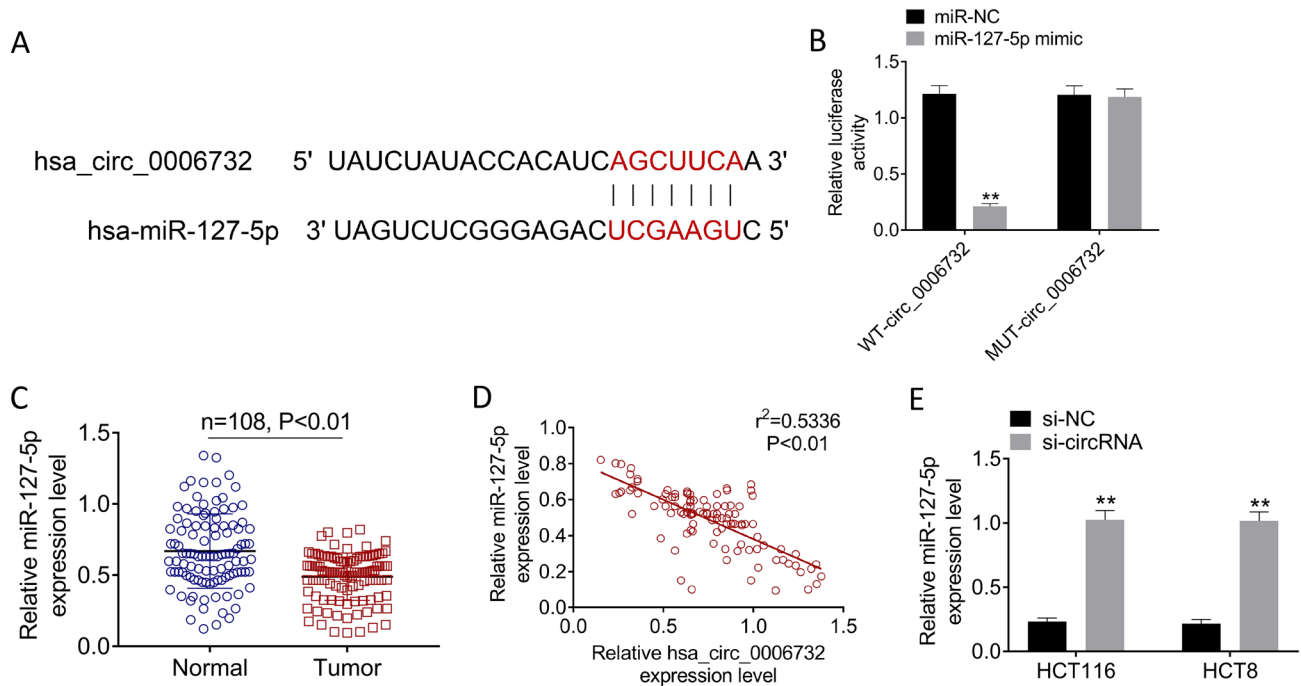 A
hsa_circ_0006732 5' UAUCUAUACCACAUCAGCUUCAA 3'
hsa-miR-127-5p 3' UAGUCUCGGGAGACUCGAAGUC 5'
B
miR-NC
miR-127-5p mimic
Relative luciferase
activity
1.5
1.0
0.5
0.0
**
WT-circ_0006732
MUT-circ_0006732
C
n=108, P<0.01
Relative miR-127-5p
expression level
1.5
1.0
0.5
0.0
Normal
Tumor
D
r²=0.5336
P<0.01
Relative miR-127-5p
expression level
1.0
0.8
0.6
0.4
0.2
0.0
0.0 0.5 1.0 1.5
Relative hsa_circ_0006732
expression level
E
si-NC
si-circRNA
Relative miR-127-5p
expression level
1.5
1.0
0.5
0.0
**
**
HCT116
HCT8